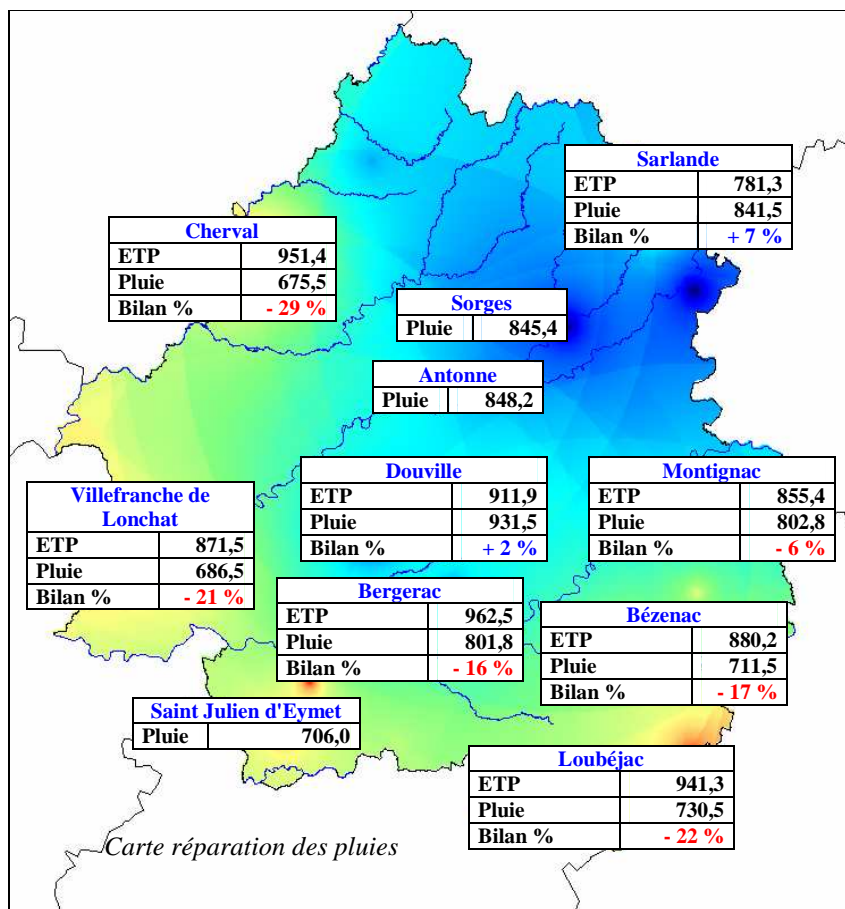 Sarlande
ETP 781,3
Pluie 841,5
Bilan % + 7 %
Cherval
ETP 951,4
Pluie 675,5
Bilan % - 29 %
Sorges
Pluie 845,4
Antonne
Pluie 848,2
Douville
ETP 911,9
Pluie 931,5
Bilan % + 2 %
Montignac
ETP 855,4
Pluie 802,8
Bilan % - 6 %
Villefranche de
Lonchat
ETP 871,5
Pluie 686,5
Bilan % - 21 %
Bergerac
ETP 962,5
Pluie 801,8
Bilan % - 16 %
Bézenac
ETP 880,2
Pluie 711,5
Bilan % - 17 %
Saint Julien d'Eymet
Pluie 706,0
Loubéjac
ETP 941,3
Pluie 730,5
Bilan % - 22 %
Carte réparation des pluies